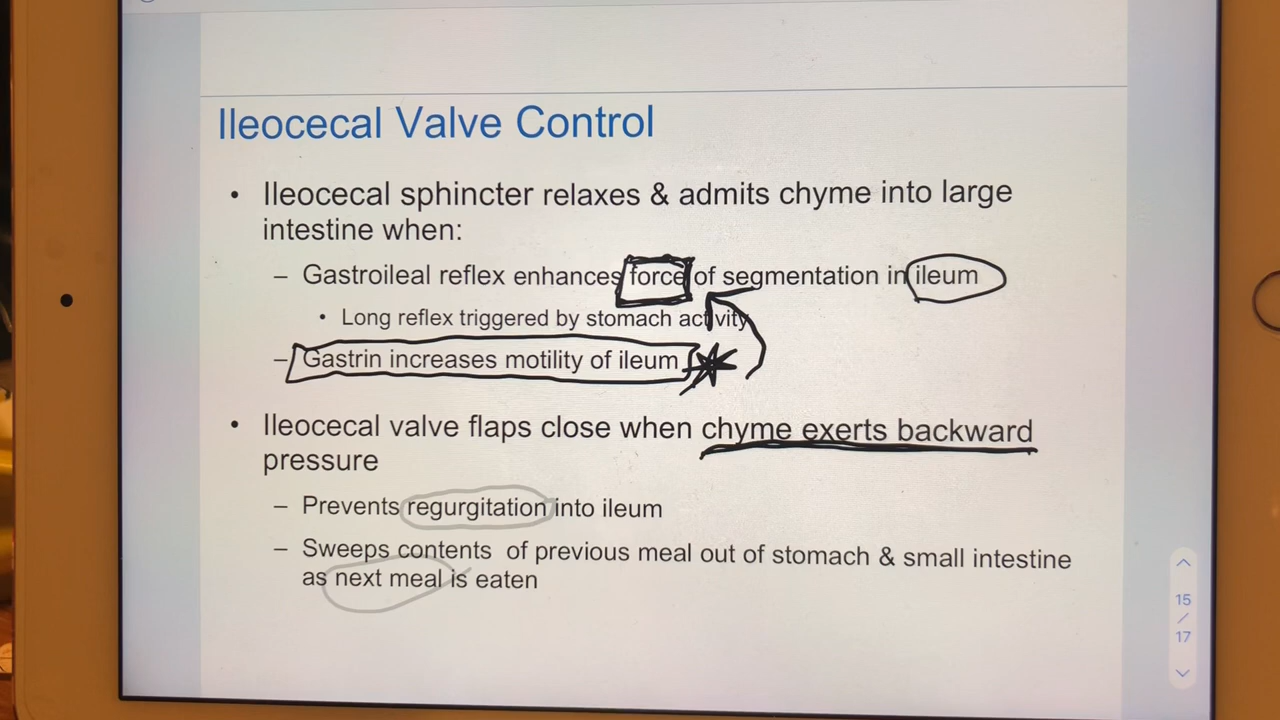 Ileocecal Valve Control
• Ileocecal sphincter relaxes & admits chyme into large
intestine when:
– Gastroileal reflex enhances force of segmentation in ileum
• Long reflex triggered by stomach activity
– Gastrin increases motility of ileum
• Ileocecal valve flaps close when chyme exerts backward
pressure
– Prevents regurgitation into ileum
– Sweeps contents of previous meal out of stomach & small intestine
as next meal is eaten
15
/
17